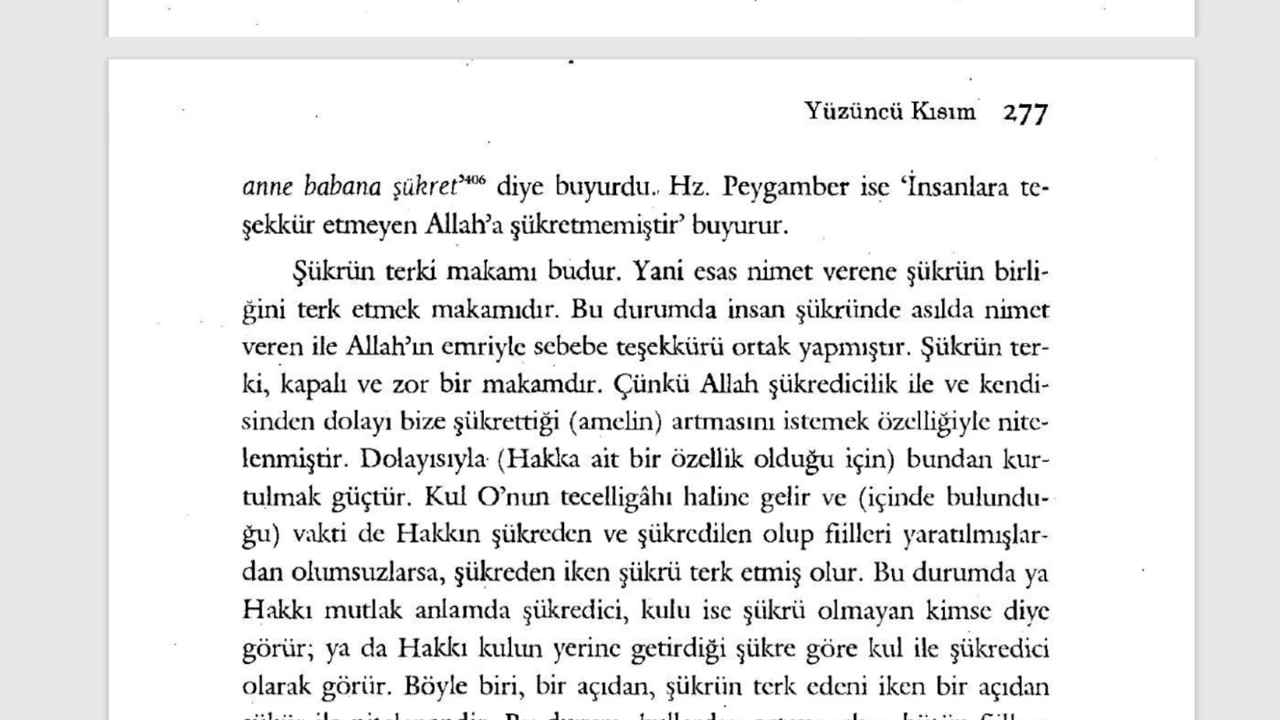 Yüzüncü Kısım 277
anne babana şükret’⁴⁰⁶ diye buyurdu. Hz. Peygamber ise ‘İnsanlara te-
şekkür etmeyen Allah’a şükretmemiştir’ buyurur.
Şükrün terki makamı budur. Yani esas nimet verene şükrün birli-
ğini terk etmek makamıdır. Bu durumda insan şükründe asılda nimet
veren ile Allah’ın emriyle sebebe teşekkürü ortak yapmıştır. Şükrün ter-
ki, kapalı ve zor bir makamdır. Çünkü Allah şükredicilik ile ve kendi-
sinden dolayı bize şükrettiği (amelin) artmasını istemek özelliğiyle nite-
lenmiştir. Dolayısıyla (Hakka ait bir özellik olduğu için) bundan kur-
tulmak güçtür. Kul O’nun tecelligâhı haline gelir ve (içinde bulundu-
ğu) vakti de Hakkın şükreden ve şükredilen olup fiilleri yaratılmışlar-
dan olumsuzlarsa, şükreden iken şükrü terk etmiş olur. Bu durumda ya
Hakkı mutlak anlamda şükredici, kulu ise şükrü olmayan kimse diye
görür; ya da Hakkı kulun yerine getirdiği şükre göre kul ile şükredici
olarak görür. Böyle biri, bir açıdan, şükrün terk edeni iken bir açıdan